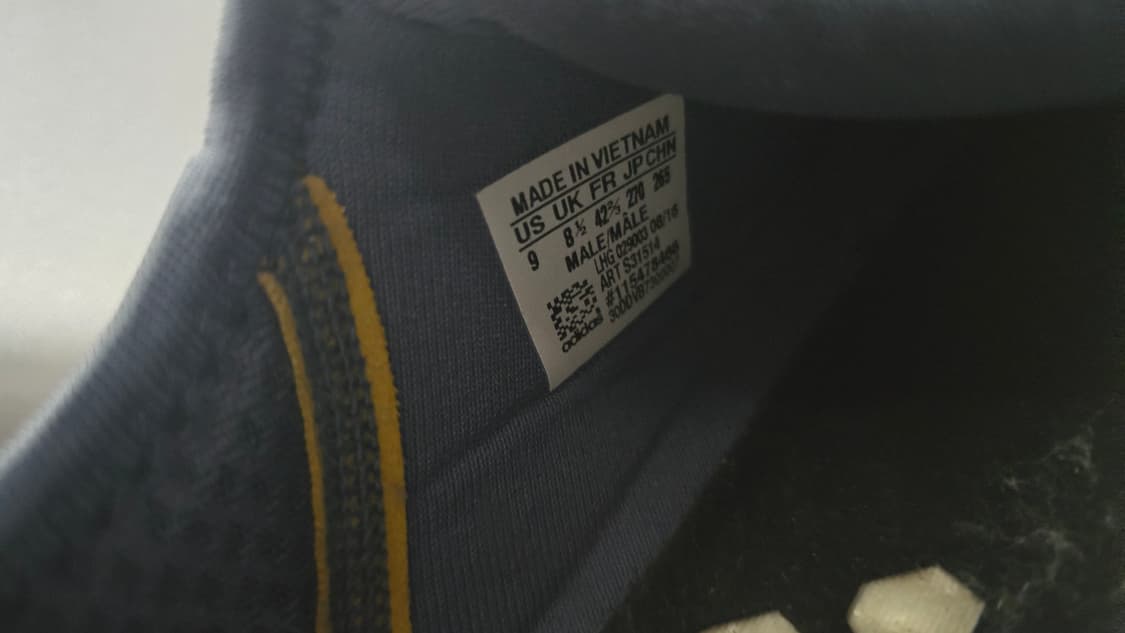 MADE IN VIETNAM
US UK FR JP CHN
9 8½ 42⅔ 270 265
MALE/MÂLE
LHG 029003 08/16
ART S31514
adidas